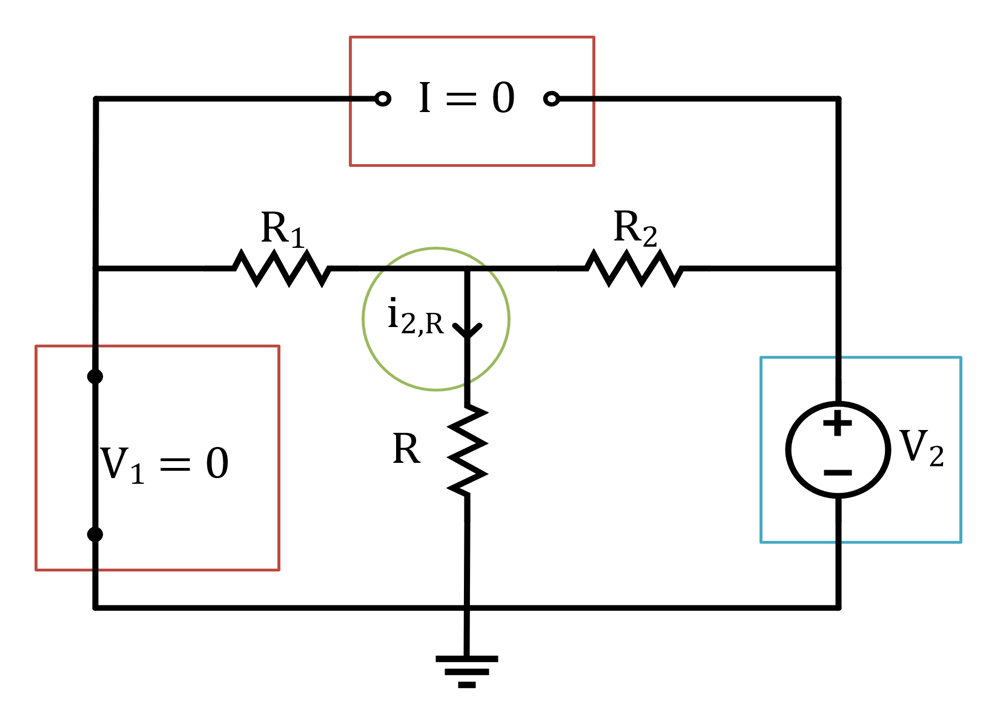 I = 0
R₁
R₂
i₂,R
R
V₁ = 0
+
−
V₂